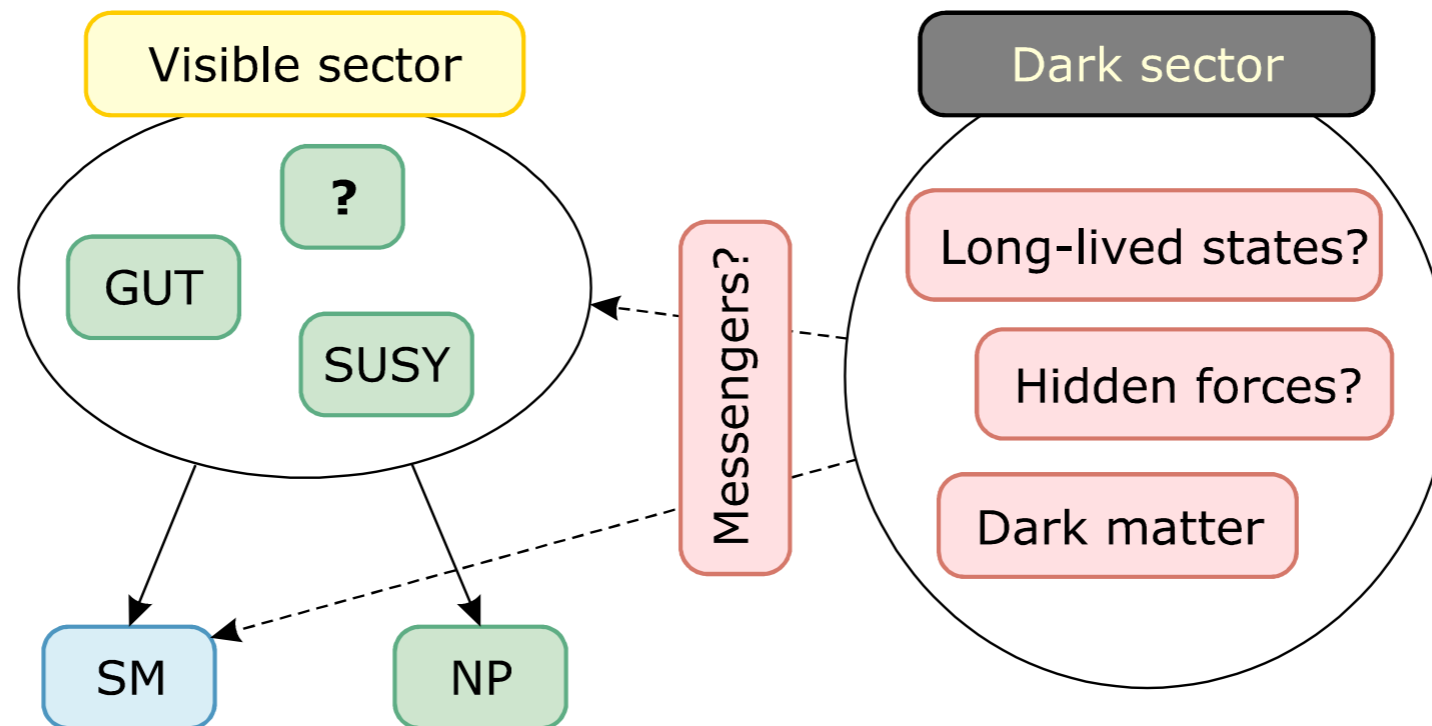 Visible sector
?
GUT
SUSY
SM
NP
Messengers?
Dark sector
Long-lived states?
Hidden forces?
Dark matter